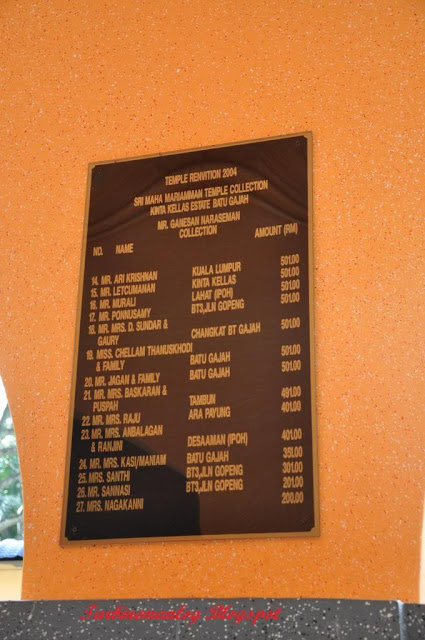 TEMPLE RENVITION 2004
SRI MAHA MARIAMMAN TEMPLE COLLECTION
KINTA KELLAS ESTATE BATU GAJAH
MR. GANESAN NARASEMAN
COLLECTION
NO. NAME AMOUNT (RM)
14. MR. ARI KRISHNAN KUALA LUMPUR 501.00
15. MR. LETCUMANAN KINTA KELLAS 501.00
16. MR. MURALI LAHAT (IPOH) 501.00
17. MR. PONNUSAMY BT3,JLN GOPENG 501.00
18. MR. MRS. D. SUNDAR &
GAURY CHANGKAT BT GAJAH 501.00
19. MISS. CHELLAM THANUSKHODI
& FAMILY BATU GAJAH 501.00
20. MR. JAGAN & FAMILY BATU GAJAH 501.00
21. MR. MRS. BASKARAN &
PUSPAH TAMBUN 491.00
22. MR. MRS. RAJU ARA PAYUNG 401.00
23. MR. MRS. ANBALAGAN
& RANJINI DESAAMAN (IPOH) 401.00
24. MR. MRS. KASI/MANIAM BATU GAJAH 351.00
25. MRS. SANTHI BT3,JLN GOPENG 301.00
26. MR. SANNASI BT3,JLN GOPENG 201.00
27. MRS. NAGAKANNI 200.00
Blogspot